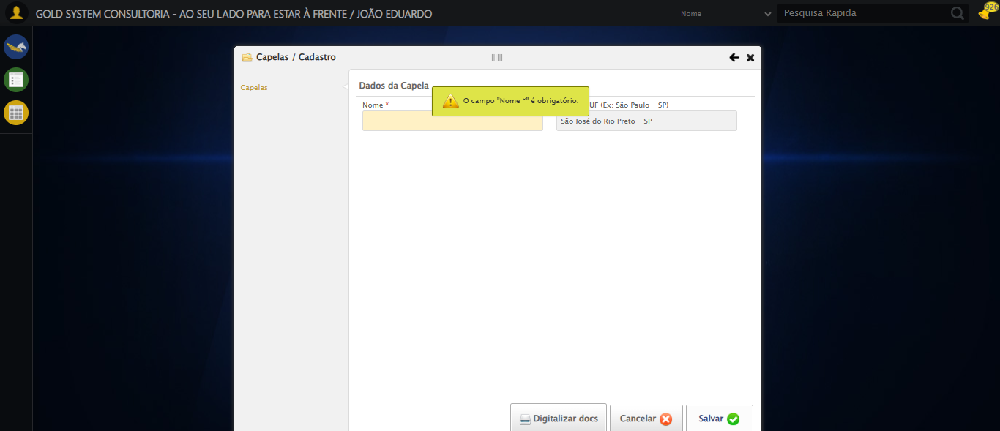 GOLD SYSTEM CONSULTORIA - AO SEU LADO PARA ESTAR À FRENTE / JOÃO EDUARDO
Nome
Pesquisa Rapida
926
Capelas / Cadastro
Capelas
Dados da Capela
O campo "Nome *" é obrigatório.
Nome *
UF (Ex: São Paulo - SP)
São José do Rio Preto - SP
Digitalizar docs
Cancelar
Salvar